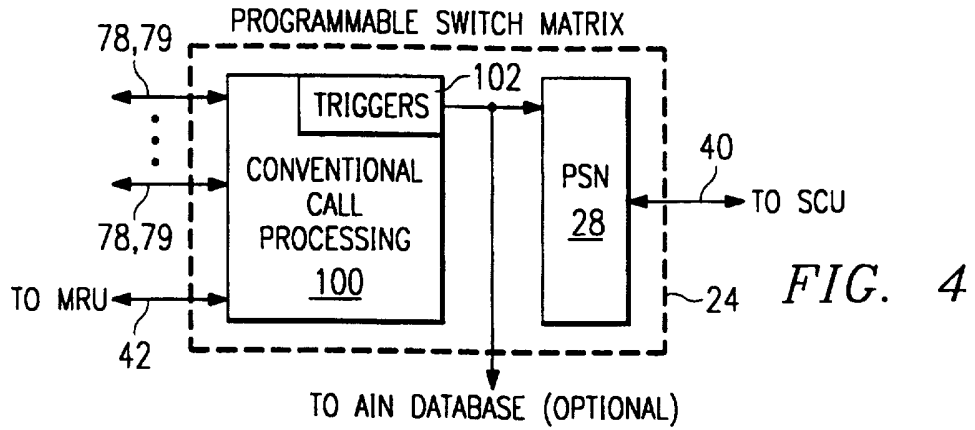 PROGRAMMABLE SWITCH MATRIX
78,79
102
TRIGGERS
CONVENTIONAL
CALL
PROCESSING
100
PSN
28
40
TO SCU
78,79
TO MRU
42
24
FIG. 4
TO AIN DATABASE (OPTIONAL)